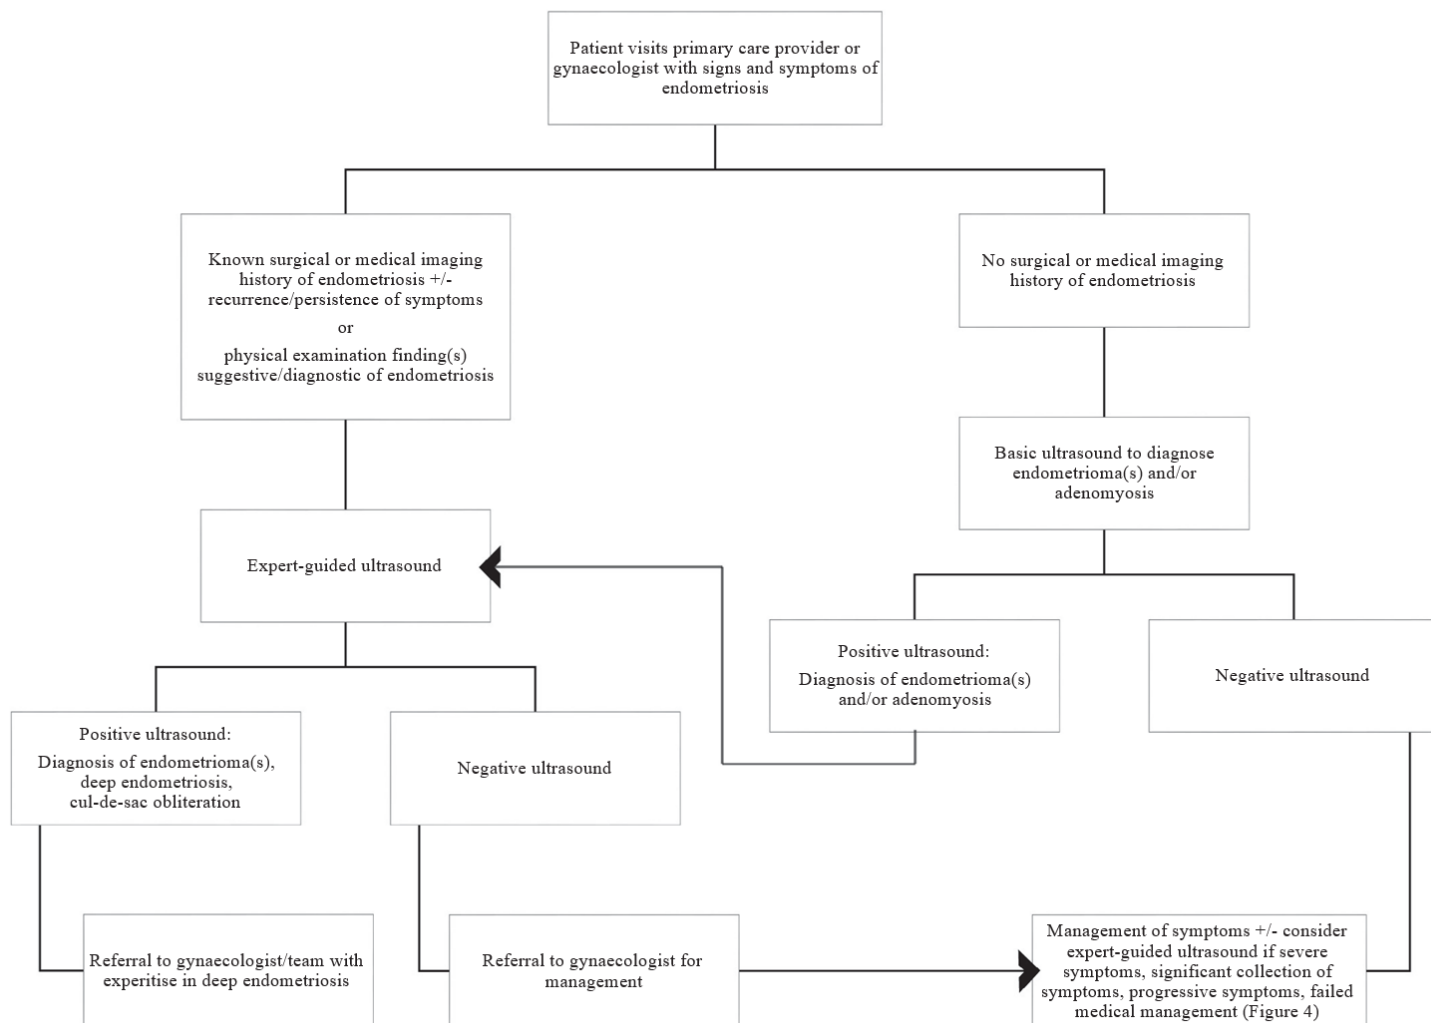 Patient visits primary care provider or
gynaecologist with signs and symptoms of
endometriosis
Known surgical or medical imaging
history of endometriosis +/-
recurrence/persistence of symptoms
or
physical examination finding(s)
suggestive/diagnostic of endometriosis
No surgical or medical imaging
history of endometriosis
Basic ultrasound to diagnose
endometrioma(s) and/or
adenomyosis
Expert-guided ultrasound
Positive ultrasound:
Diagnosis of endometrioma(s)
and/or adenomyosis
Negative ultrasound
Positive ultrasound:
Diagnosis of endometrioma(s),
deep endometriosis,
cul-de-sac obliteration
Negative ultrasound
Referral to gynaecologist/team with
experitise in deep endometriosis
Referral to gynaecologist for
management
Management of symptoms +/- consider
expert-guided ultrasound if severe
symptoms, significant collection of
symptoms, progressive symptoms, failed
medical management (Figure 4)